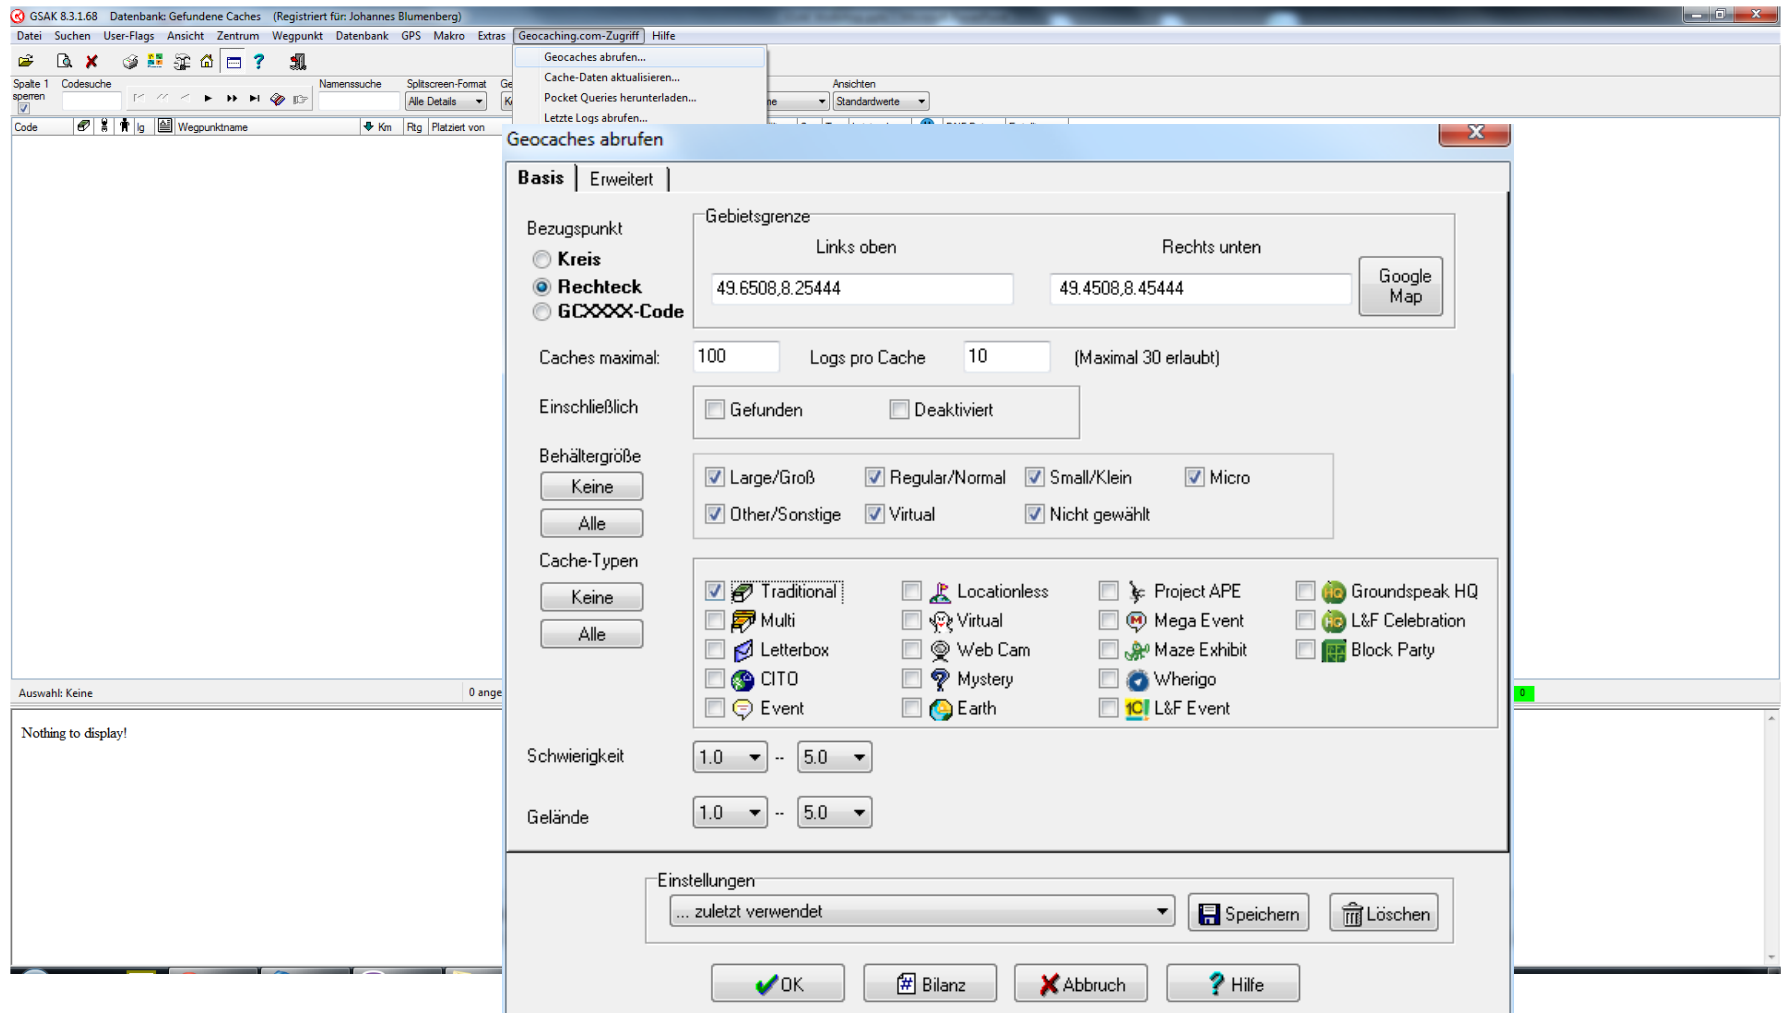 GSAK 8.3.1.68 Datenbank: Gefundene Caches (Registriert für: Johannes Blumenberg)
Datei Suchen User-Flags Ansicht Zentrum Wegpunkt Datenbank GPS Makro Extras Geocaching.com-Zugriff Hilfe
Geocaches abrufen...
Cache-Daten aktualisieren...
Pocket Queries herunterladen...
Letzte Logs abrufen...
Spalte 1 Codesuche Namenssuche Splitscreen-Format Ge Ansichten
sperren Alle Details Standardwerte
Code Ig Wegpunktname Km Rtg Platziert von
Geocaches abrufen
Basis Erweitert
Bezugspunkt Gebietsgrenze
Links oben Rechts unten
Kreis
Rechteck 49.6508,8.25444 49.4508,8.45444 Google
Map
GCXXXX-Code
Caches maximal: 100 Logs pro Cache 10 (Maximal 30 erlaubt)
Einschließlich Gefunden Deaktiviert
Behältergröße
Keine Large/Groß Regular/Normal Small/Klein Micro
Alle Other/Sonstige Virtual Nicht gewählt
Cache-Typen
Keine Traditional Locationless Project APE Groundspeak HQ
Multi Virtual Mega Event L&F Celebration
Alle Letterbox Web Cam Maze Exhibit Block Party
CITO Mystery Wherigo
Event Earth L&F Event
Auswahl: Keine 0 ange 0
Nothing to display!
Schwierigkeit 1.0 -- 5.0
Gelände 1.0 -- 5.0
Einstellungen
... zuletzt verwendet Speichern Löschen
OK Bilanz Abbruch Hilfe